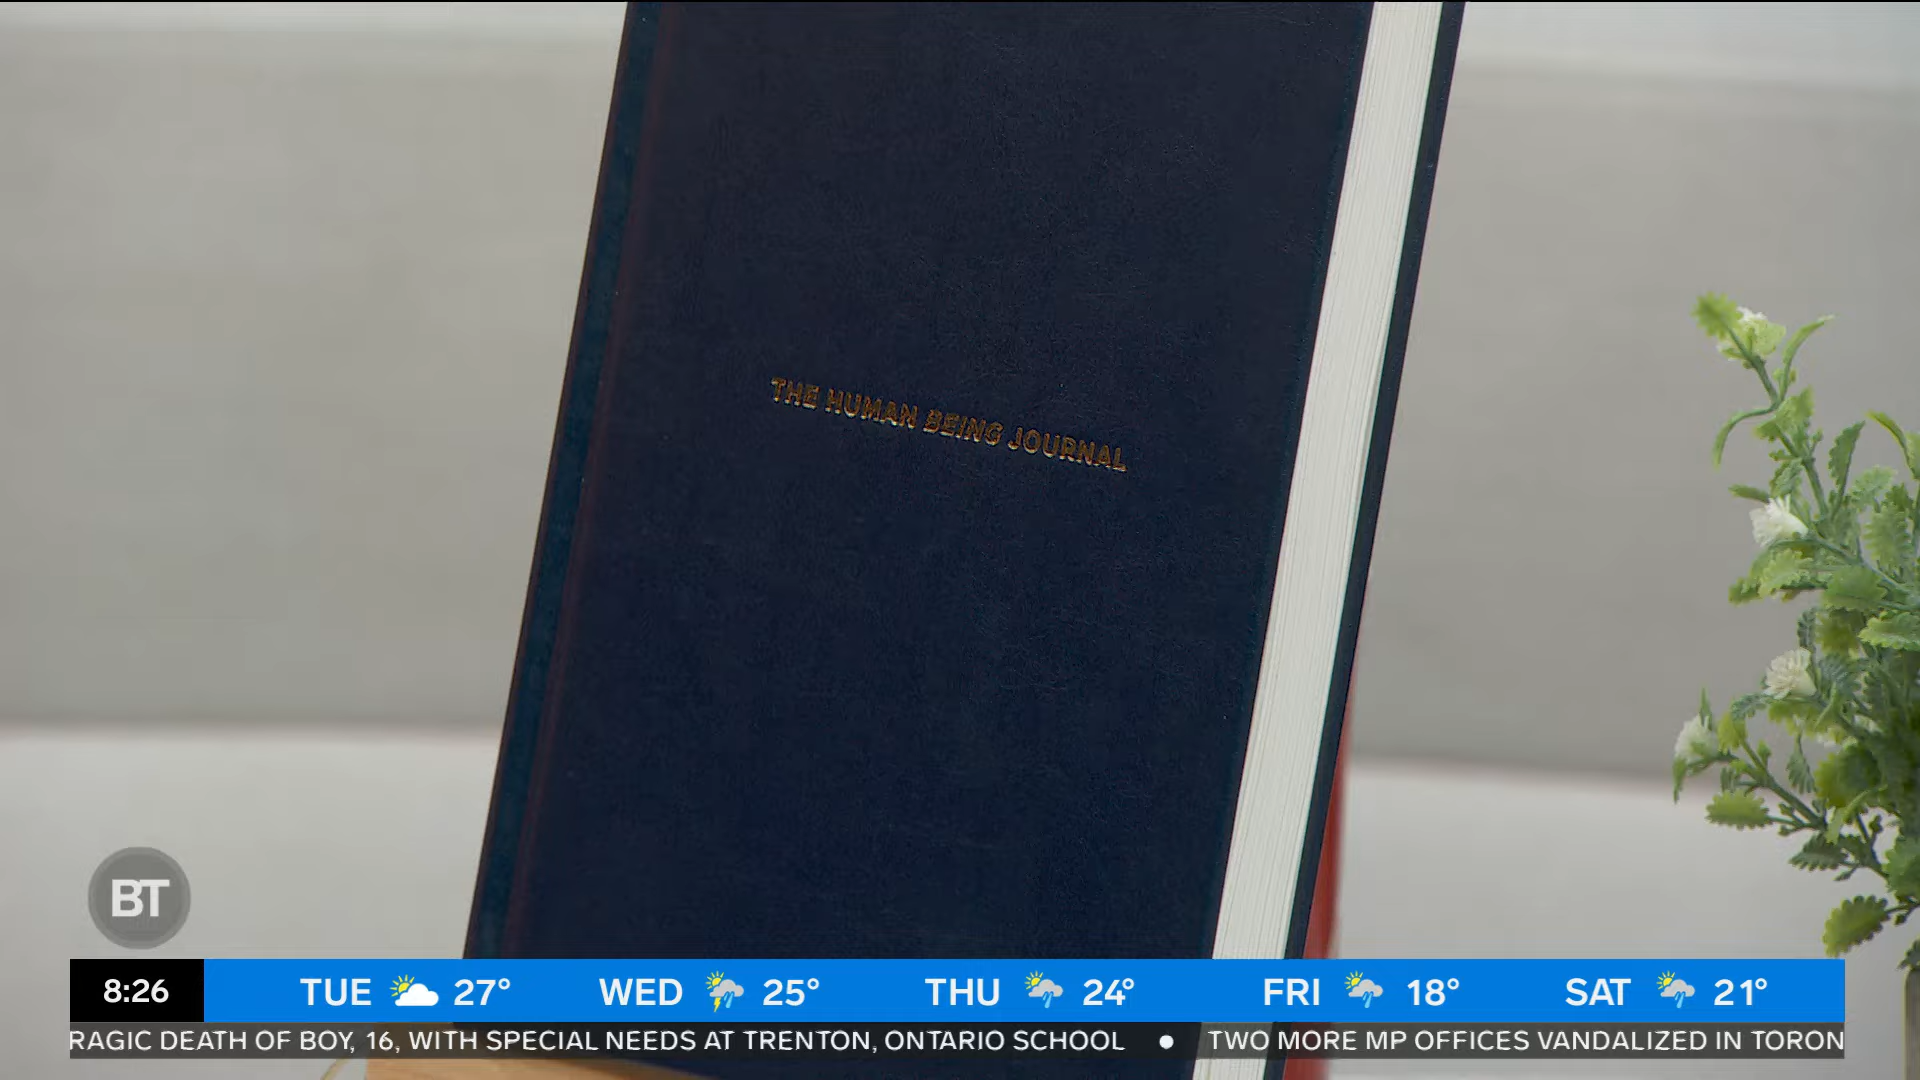 THE HUMAN BEING JOURNAL
BT
8:26 TUE 27° WED 25° THU 24° FRI 18° SAT 21°
RAGIC DEATH OF BOY, 16, WITH SPECIAL NEEDS AT TRENTON, ONTARIO SCHOOL • TWO MORE MP OFFICES VANDALIZED IN TORON